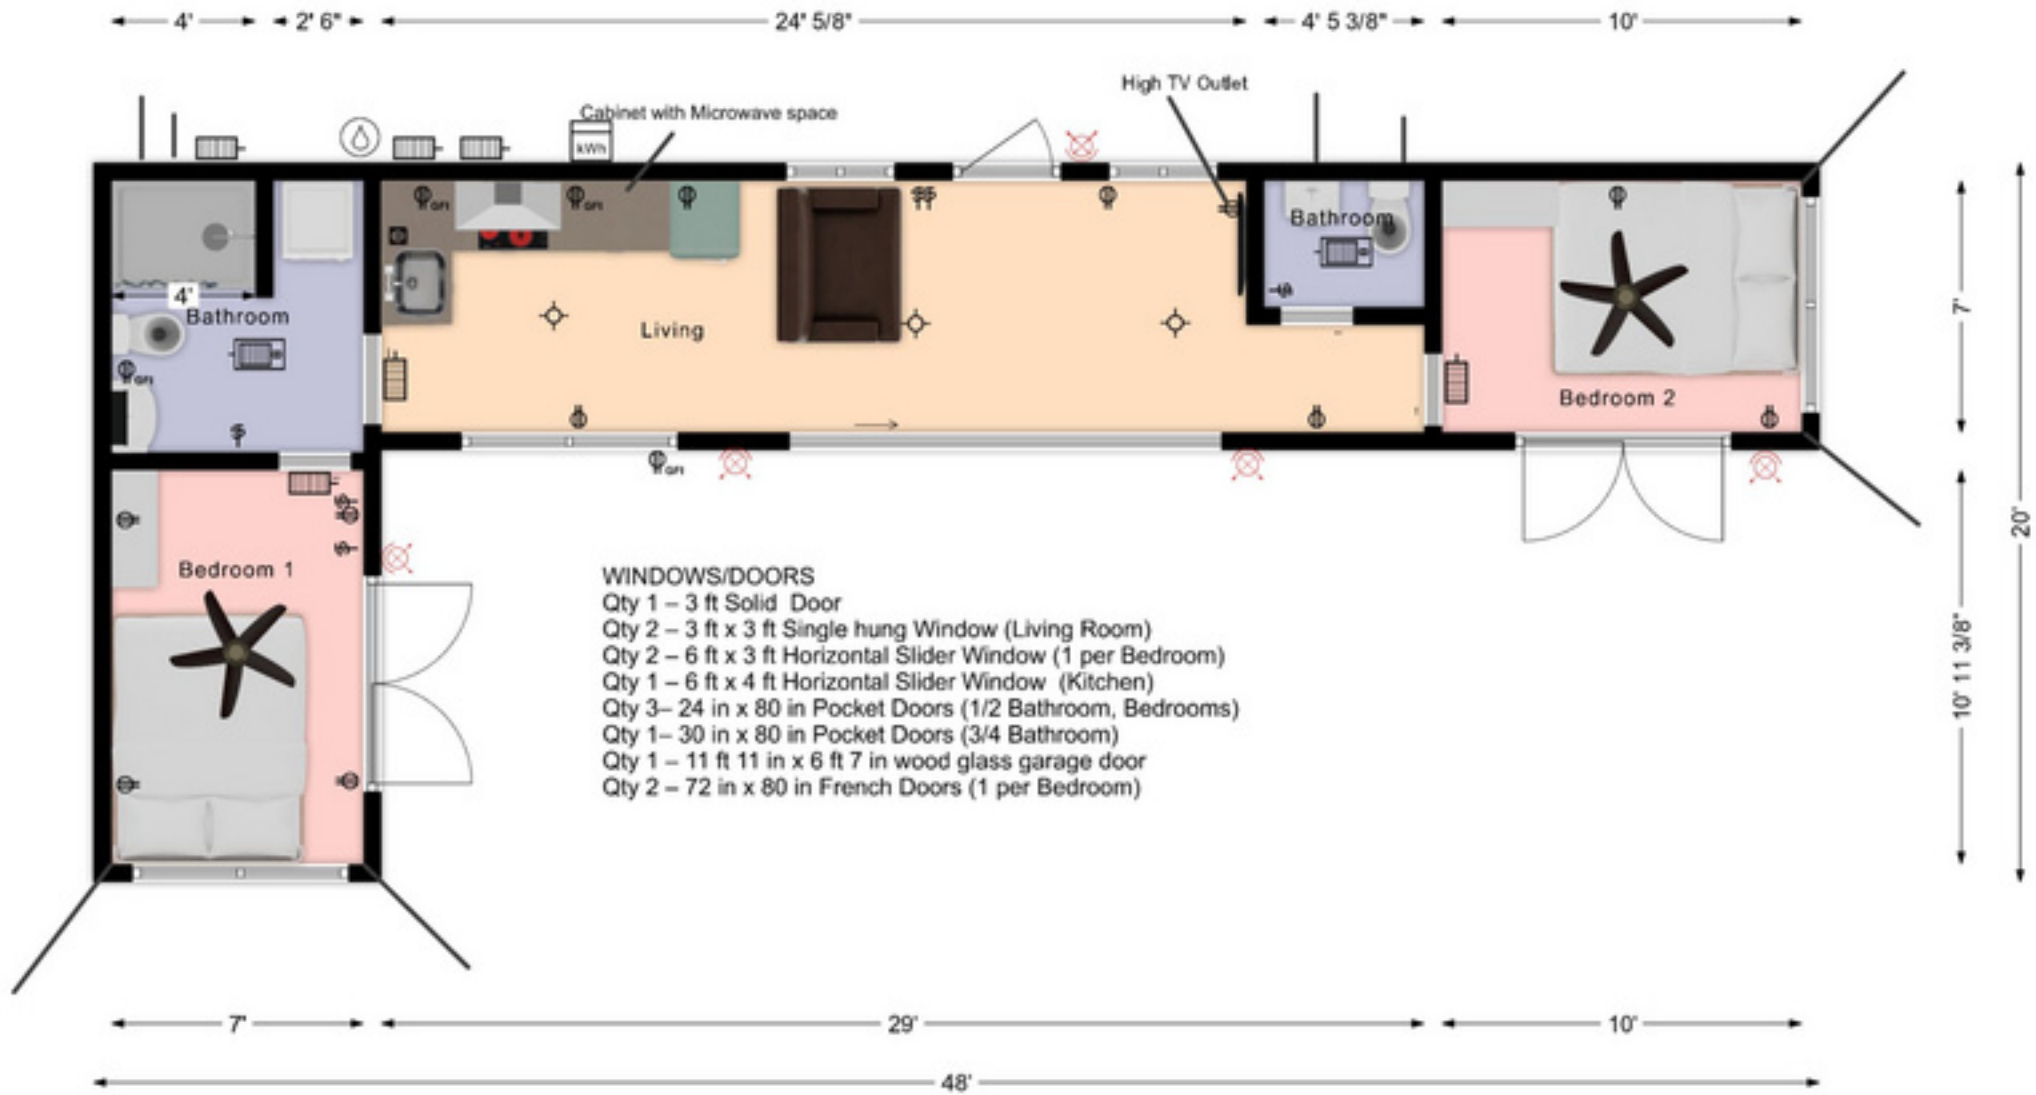 4' 2' 6" 24' 5/8" 4' 5 3/8" 10'
High TV Outlet
Cabinet with Microwave space
kWh
GFI GFI
Bathroom
4'
Bathroom
Living
7'
GFI
Bedroom 2
GFI
20'
Bedroom 1
10' 11 3/8"
WINDOWS/DOORS
Qty 1 – 3 ft Solid Door
Qty 2 – 3 ft x 3 ft Single hung Window (Living Room)
Qty 2 – 6 ft x 3 ft Horizontal Slider Window (1 per Bedroom)
Qty 1 – 6 ft x 4 ft Horizontal Slider Window (Kitchen)
Qty 3– 24 in x 80 in Pocket Doors (1/2 Bathroom, Bedrooms)
Qty 1– 30 in x 80 in Pocket Doors (3/4 Bathroom)
Qty 1 – 11 ft 11 in x 6 ft 7 in wood glass garage door
Qty 2 – 72 in x 80 in French Doors (1 per Bedroom)
7' 29' 10'
48'